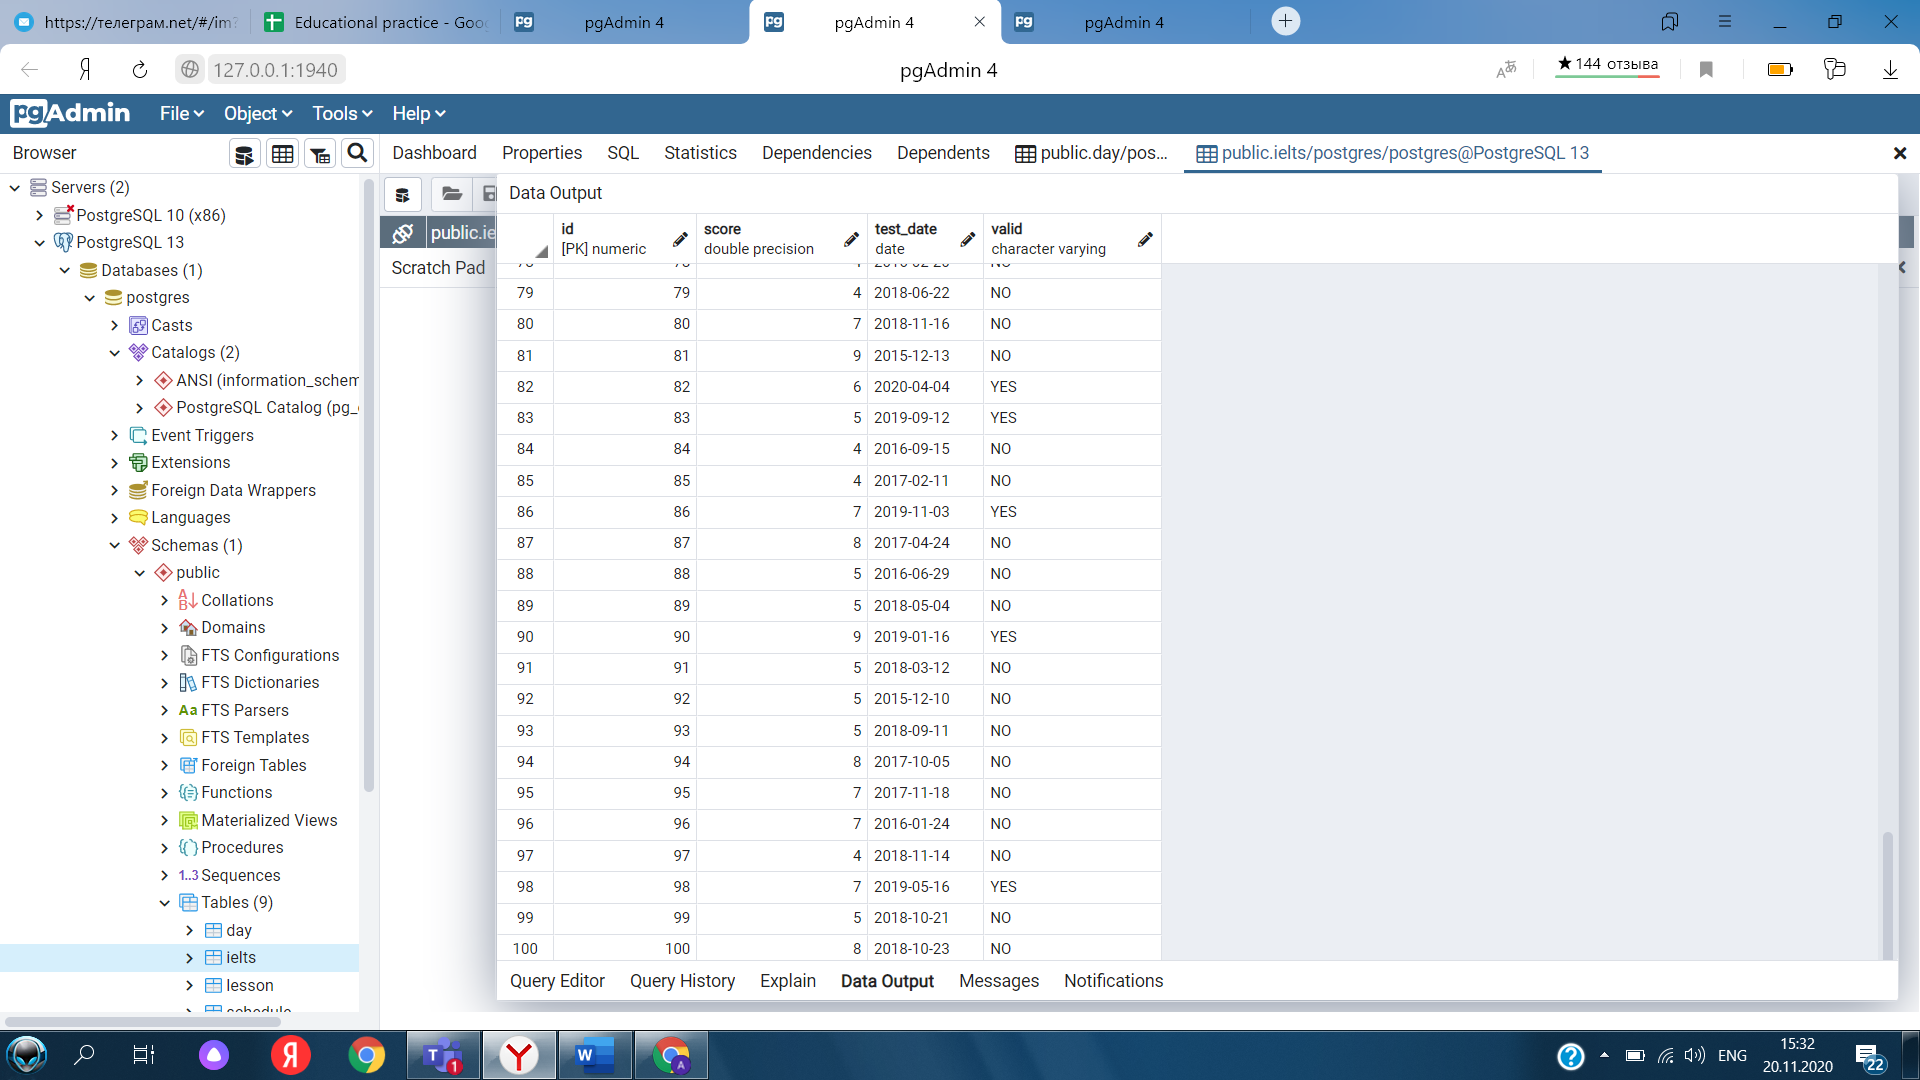 https://телеграм.net/#/im?
Educational practice - Goo
pgAdmin 4
pgAdmin 4
pgAdmin 4
127.0.0.1:1940
pgAdmin 4
★144 отзыва
pgAdmin
File Object Tools Help
Browser
Dashboard Properties SQL Statistics Dependencies Dependents public.day/pos... public.ielts/postgres/postgres@PostgreSQL 13
Servers (2)
PostgreSQL 10 (x86)
PostgreSQL 13
Databases (1)
postgres
Casts
Catalogs (2)
ANSI (information_schem
PostgreSQL Catalog (pg_
Event Triggers
Extensions
Foreign Data Wrappers
Languages
Schemas (1)
public
Collations
Domains
FTS Configurations
FTS Dictionaries
Aa FTS Parsers
FTS Templates
Foreign Tables
Functions
Materialized Views
Procedures
1..3 Sequences
Tables (9)
day
ielts
lesson
schedule
public.ie
Scratch Pad
Data Output
id [PK] numeric
score double precision
test_date date
valid character varying
79 79 4 2018-06-22 NO
80 80 7 2018-11-16 NO
81 81 9 2015-12-13 NO
82 82 6 2020-04-04 YES
83 83 5 2019-09-12 YES
84 84 4 2016-09-15 NO
85 85 4 2017-02-11 NO
86 86 7 2019-11-03 YES
87 87 8 2017-04-24 NO
88 88 5 2016-06-29 NO
89 89 5 2018-05-04 NO
90 90 9 2019-01-16 YES
91 91 5 2018-03-12 NO
92 92 5 2015-12-10 NO
93 93 5 2018-09-11 NO
94 94 8 2017-10-05 NO
95 95 7 2017-11-18 NO
96 96 7 2016-01-24 NO
97 97 4 2018-11-14 NO
98 98 7 2019-05-16 YES
99 99 5 2018-10-21 NO
100 100 8 2018-10-23 NO
Query Editor Query History Explain Data Output Messages Notifications
ENG
15:32
20.11.2020
22